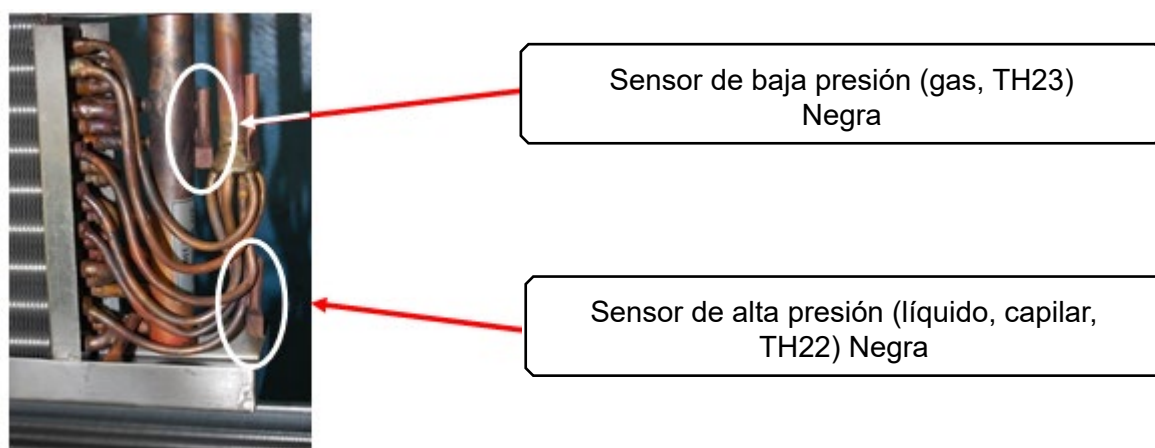 Sensor de baja presión (gas, TH23)
Negra
Sensor de alta presión (líquido, capilar,
TH22) Negra